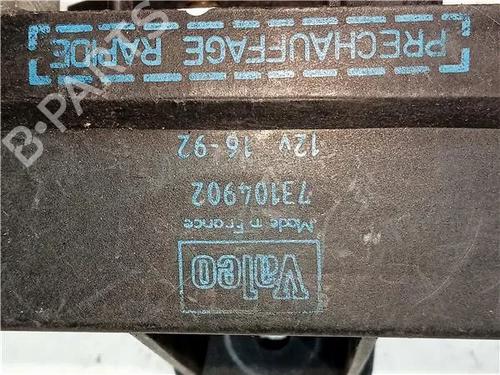 Valeo
Made in France
73104902
12v 16-92
PRECHAUFFAGE RAPIDE
B-PARTS